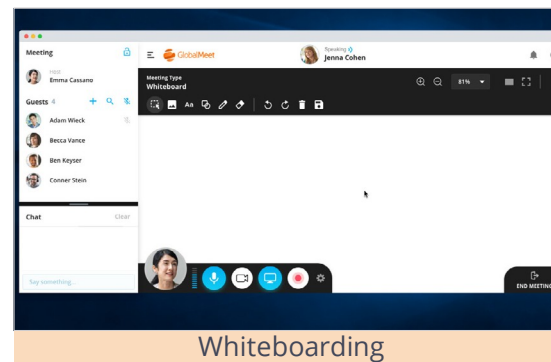 Meeting
HOST
Emma Cassano
Guests 4
Adam Wieck
Becca Vance
Ben Keyser
Conner Stein
Chat Clear
Say something...
GlobalMeet
Speaking
Jenna Cohen
Meeting Type
Whiteboard
81%
Aa
END MEETING
Whiteboarding